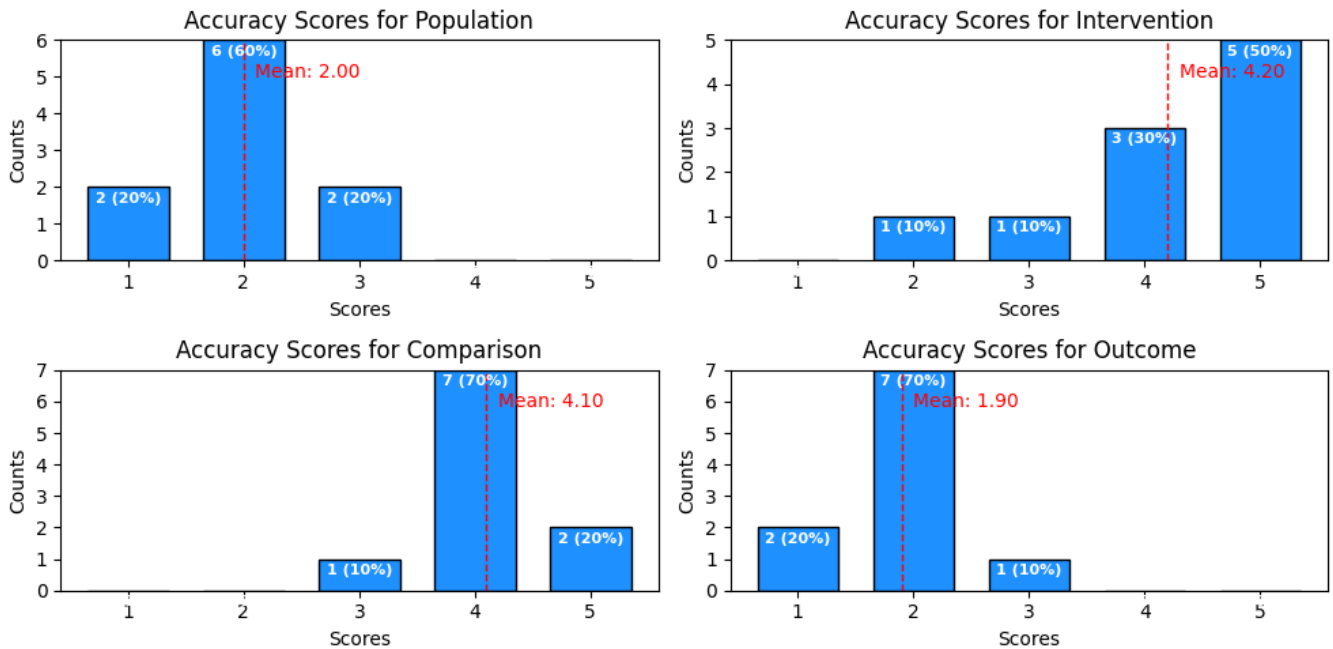 Accuracy Scores for Population
6
5
4
3
2
1
0
Counts
6 (60%)
Mean: 2.00
2 (20%)
2 (20%)
1 2 3 4 5
Scores
Accuracy Scores for Intervention
5
4
3
2
1
0
Counts
5 (50%)
Mean: 4.20
3 (30%)
1 (10%)
1 (10%)
1 2 3 4 5
Scores
Accuracy Scores for Comparison
7
6
5
4
3
2
1
0
Counts
7 (70%)
Mean: 4.10
2 (20%)
1 (10%)
1 2 3 4 5
Scores
Accuracy Scores for Outcome
7
6
5
4
3
2
1
0
Counts
7 (70%)
Mean: 1.90
2 (20%)
1 (10%)
1 2 3 4 5
Scores